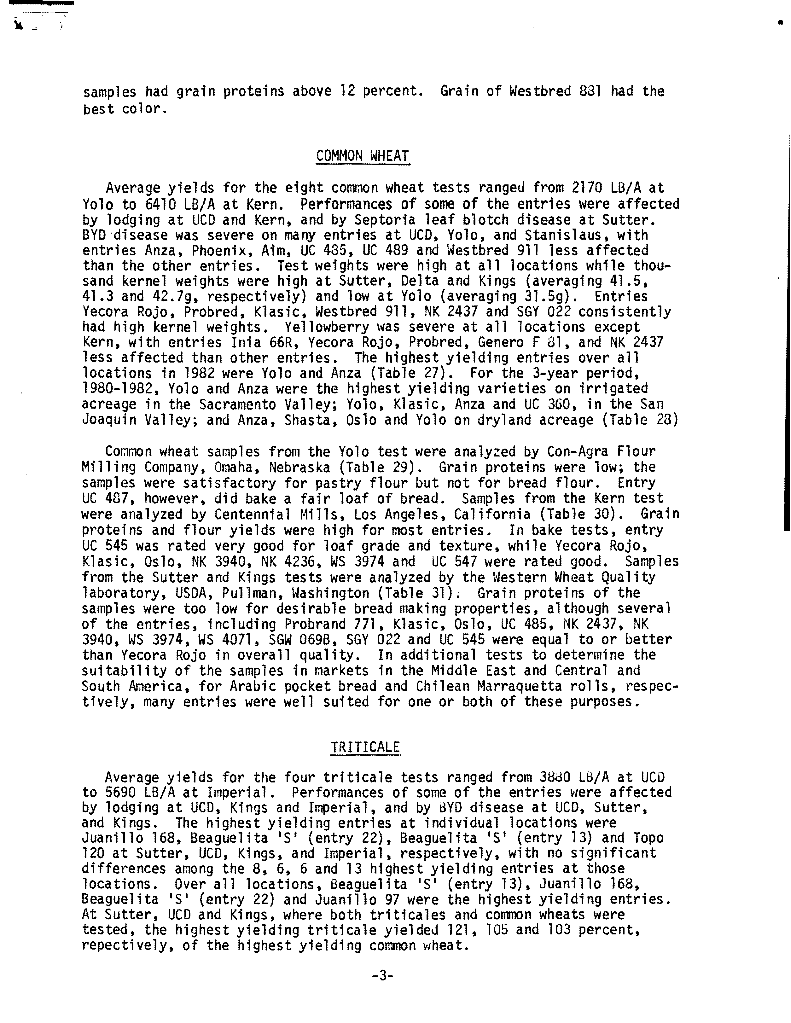 samples had grain proteins above 12 percent. Grain of Westbred 881 had the
best color.
COMMON WHEAT
Average yields for the eight common wheat tests ranged from 2170 LB/A at
Yolo to 6410 LB/A at Kern. Performances of some of the entries were affected
by lodging at UCD and Kern, and by Septoria leaf blotch disease at Sutter.
BYD disease was severe on many entries at UCD, Yolo, and Stanislaus, with
entries Anza, Phoenix, Aim, UC 485, UC 489 and Westbred 911 less affected
than the other entries. Test weights were high at all locations while thou-
sand kernel weights were high at Sutter, Delta and Kings (averaging 41.5,
41.3 and 42.7g, respectively) and low at Yolo (averaging 31.5g). Entries
Yecora Rojo, Probred, Klasic, Westbred 911, NK 2437 and SGY 022 consistently
had high kernel weights. Yellowberry was severe at all locations except
Kern, with entries Inia 66R, Yecora Rojo, Probred, Genero F 81, and NK 2437
less affected than other entries. The highest yielding entries over all
locations in 1982 were Yolo and Anza (Table 27). For the 3-year period,
1980-1982, Yolo and Anza were the highest yielding varieties on irrigated
acreage in the Sacramento Valley; Yolo, Klasic, Anza and UC 360, in the San
Joaquin Valley; and Anza, Shasta, Oslo and Yolo on dryland acreage (Table 28)
Common wheat samples from the Yolo test were analyzed by Con-Agra Flour
Milling Company, Omaha, Nebraska (Table 29). Grain proteins were low; the
samples were satisfactory for pastry flour but not for bread flour. Entry
UC 487, however, did bake a fair loaf of bread. Samples from the Kern test
were analyzed by Centennial Mills, Los Angeles, California (Table 30). Grain
proteins and flour yields were high for most entries. In bake tests, entry
UC 545 was rated very good for loaf grade and texture, while Yecora Rojo,
Klasic, Oslo, NK 3940, NK 4236, WS 3974 and UC 547 were rated good. Samples
from the Sutter and Kings tests were analyzed by the Western Wheat Quality
laboratory, USDA, Pullman, Washington (Table 31). Grain proteins of the
samples were too low for desirable bread making properties, although several
of the entries, including Probrand 771, Klasic, Oslo, UC 485, NK 2437, NK
3940, WS 3974, WS 4071, SGW 069B, SGY 022 and UC 545 were equal to or better
than Yecora Rojo in overall quality. In additional tests to determine the
suitability of the samples in markets in the Middle East and Central and
South America, for Arabic pocket bread and Chilean Marraquetta rolls, respec-
tively, many entries were well suited for one or both of these purposes.
TRITICALE
Average yields for the four triticale tests ranged from 3880 LB/A at UCD
to 5690 LB/A at Imperial. Performances of some of the entries were affected
by lodging at UCD, Kings and Imperial, and by BYD disease at UCD, Sutter,
and Kings. The highest yielding entries at individual locations were
Juanillo 168, Beaguelita 'S' (entry 22), Beaguelita 'S' (entry 13) and Topo
120 at Sutter, UCD, Kings, and Imperial, respectively, with no significant
differences among the 8, 6, 6 and 13 highest yielding entries at those
locations. Over all locations, Beaguelita 'S' (entry 13), Juanillo 168,
Beaguelita 'S' (entry 22) and Juanillo 97 were the highest yielding entries.
At Sutter, UCD and Kings, where both triticales and common wheats were
tested, the highest yielding triticale yielded 121, 105 and 103 percent,
repectively, of the highest yielding common wheat.
-3-